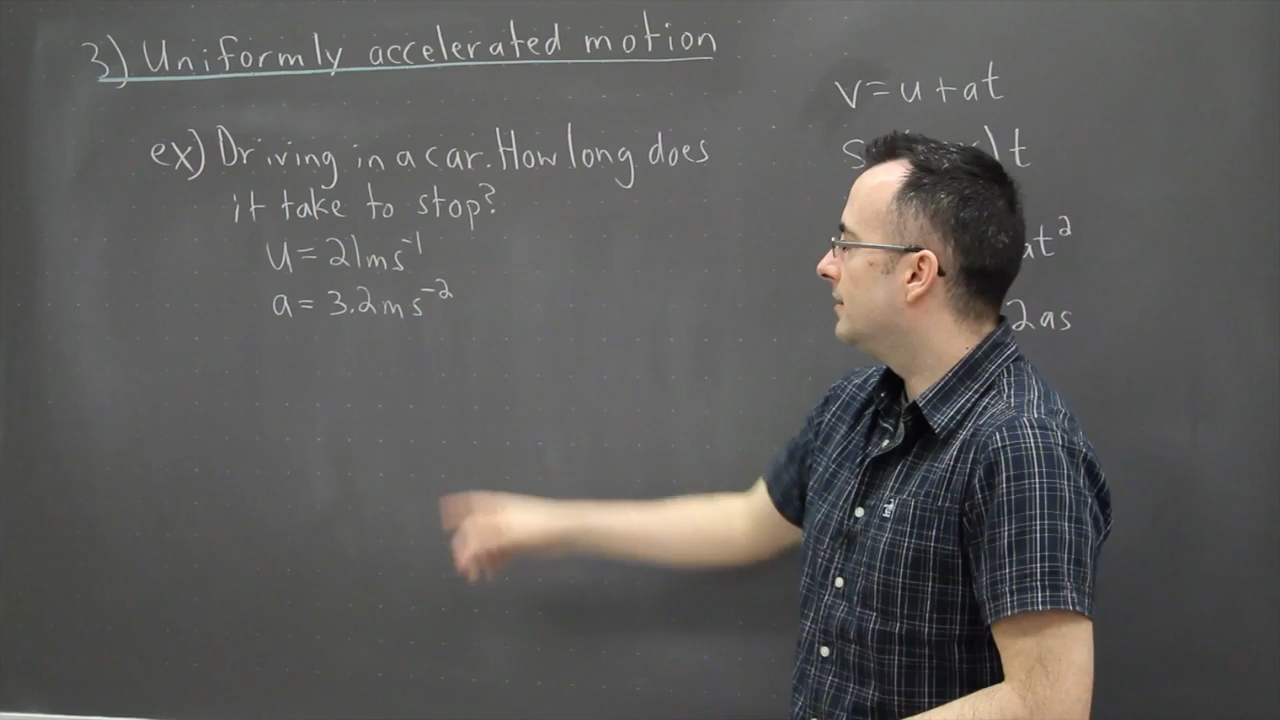 3) Uniformly accelerated motion
ex) Driving in a car. How long does
it take to stop?
u = 21ms⁻¹
a = 3.2ms⁻²
v = u + at
s ) t
at²
2as